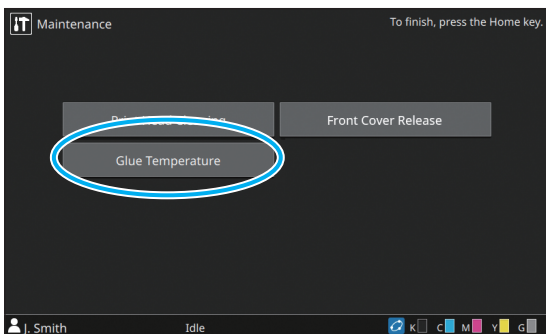 Maintenance
To finish, press the Home key.
Front Cover Release
Glue Temperature
J. Smith
Idle
K C M Y G